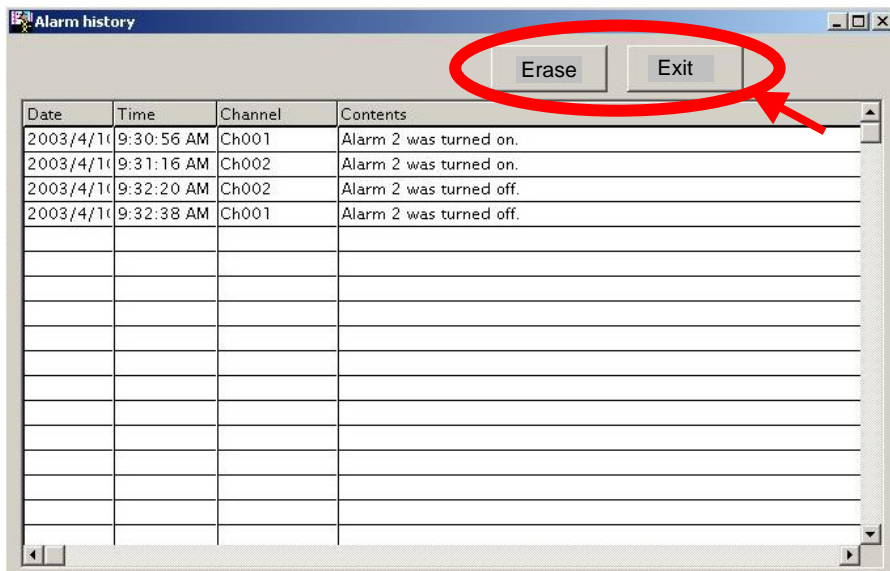 Alarm history
Erase Exit
Date Time Channel Contents
2003/4/1 9:30:56 AM Ch001 Alarm 2 was turned on.
2003/4/1 9:31:16 AM Ch002 Alarm 2 was turned on.
2003/4/1 9:32:20 AM Ch002 Alarm 2 was turned off.
2003/4/1 9:32:38 AM Ch001 Alarm 2 was turned off.